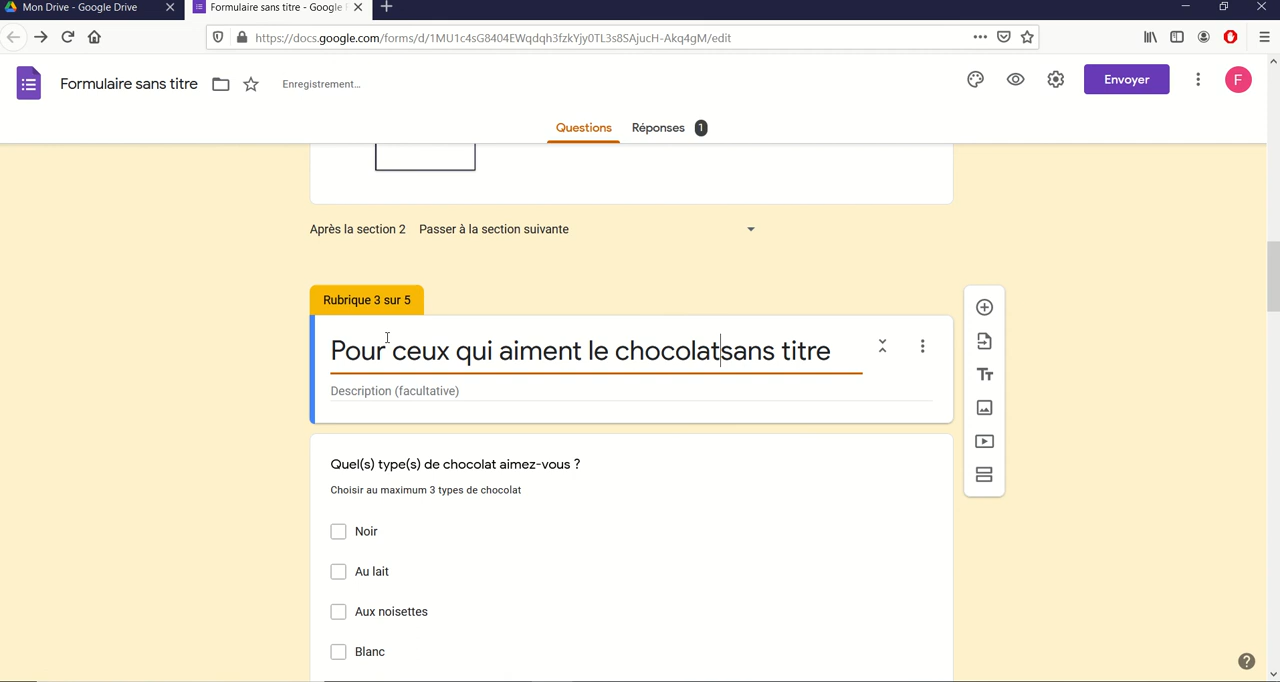 Mon Drive - Google Drive
Formulaire sans titre - Google F
https://docs.google.com/forms/d/1MU1c4sG8404EWqdqh3fzkYjy0TL3s8SAjucH-Akq4gM/edit
Formulaire sans titre
Enregistrement…
Envoyer
F
Questions
Réponses 1
Après la section 2 Passer à la section suivante
Rubrique 3 sur 5
Pour ceux qui aiment le chocolatsans titre
Description (facultative)
Tт
Quel(s) type(s) de chocolat aimez-vous ?
Choisir au maximum 3 types de chocolat
Noir
Au lait
Aux noisettes
Blanc